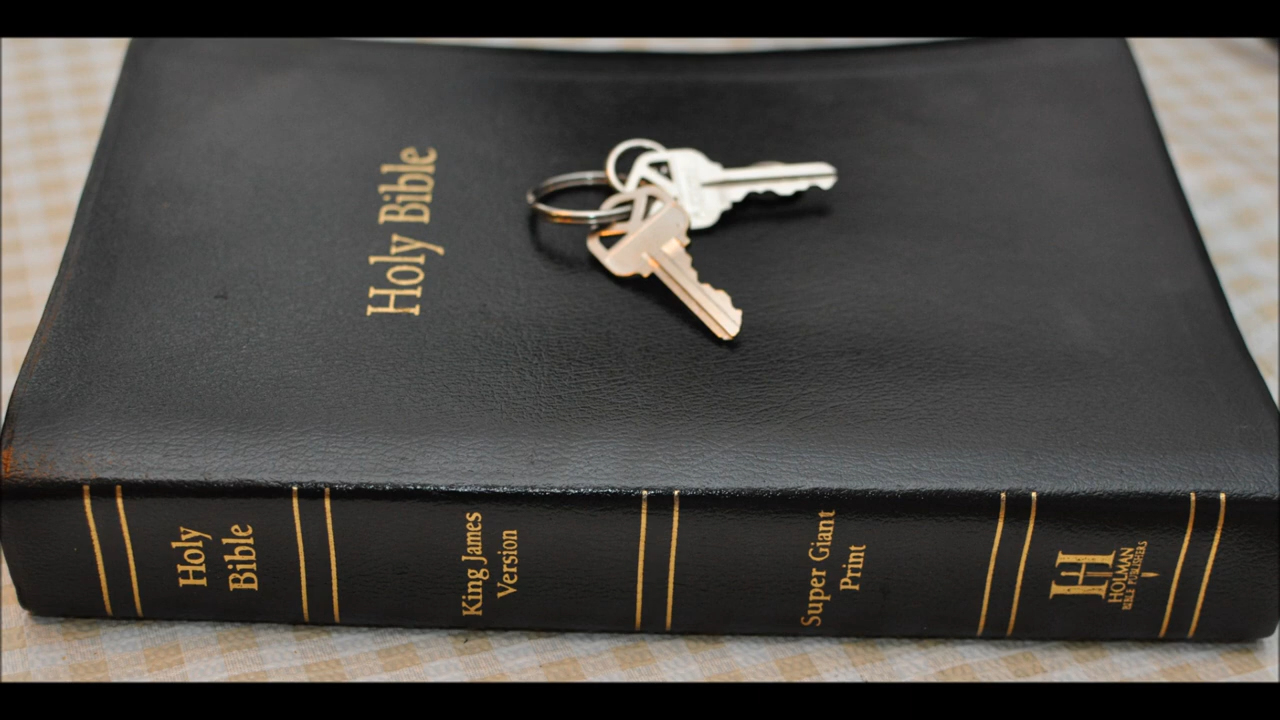 Holy Bible
Holy
Bible
King James
Version
Super Giant
Print
H
HOLMAN
BIBLE PUBLISHERS